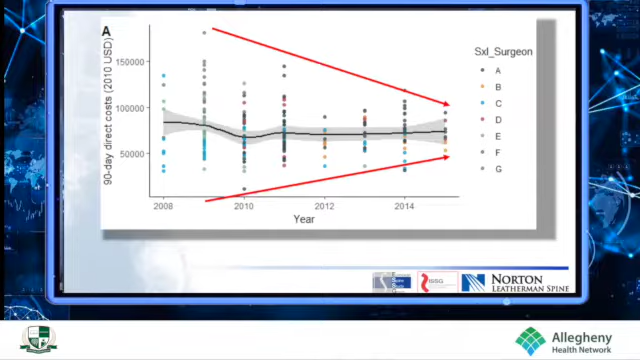 A
Sxl_Surgeon
90-day direct costs (2010 USD)
150000
100000
50000
A
B
C
D
E
F
G
2008
2010
2012
2014
Year
ISSG
NORTON
LEATHERMAN SPINE
Allegheny
Health Network